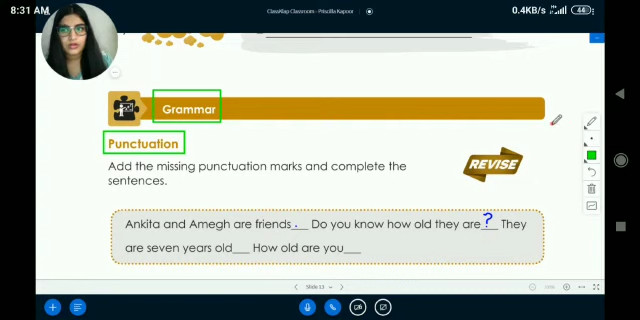 8:31 AM
ClassKlap Classroom - Priscilla Kapoor
0.4KB/s
44
Grammar
Punctuation
Add the missing punctuation marks and complete the
sentences.
REVISE
Ankita and Amegh are friends. Do you know how old they are? They
are seven years old___ How old are you___
Slide 13